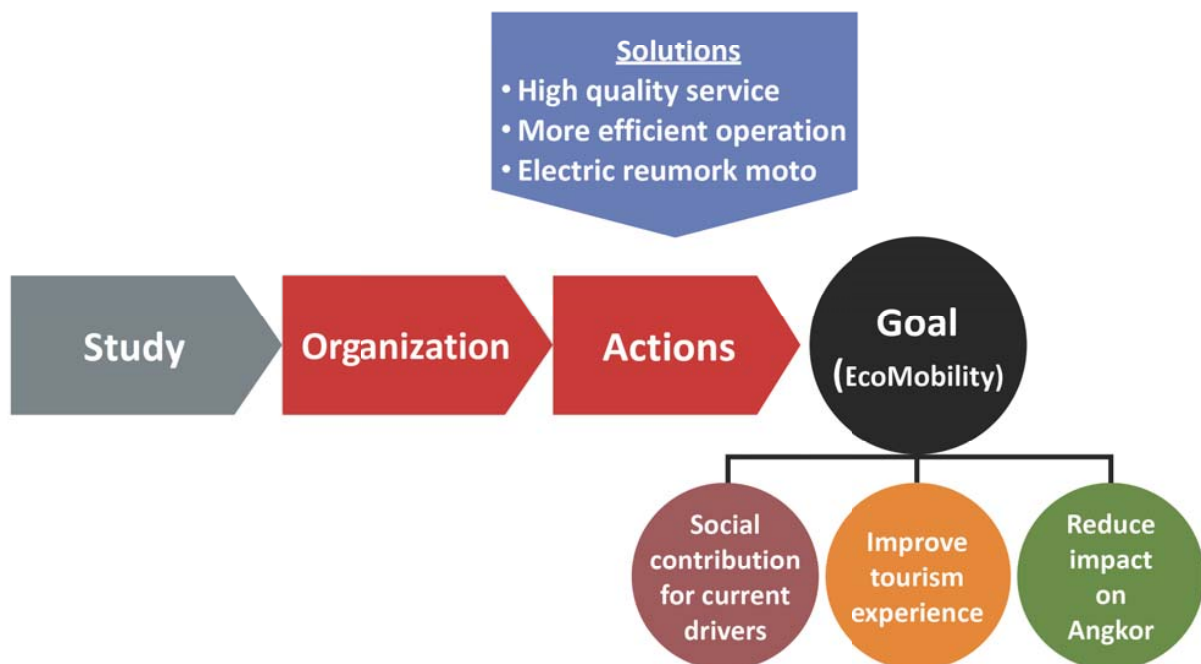 Solutions
• High quality service
• More efficient operation
• Electric reumork moto
Study
Organization
Actions
Goal
(EcoMobility)
Social
contribution
for current
drivers
Improve
tourism
experience
Reduce
impact
on
Angkor